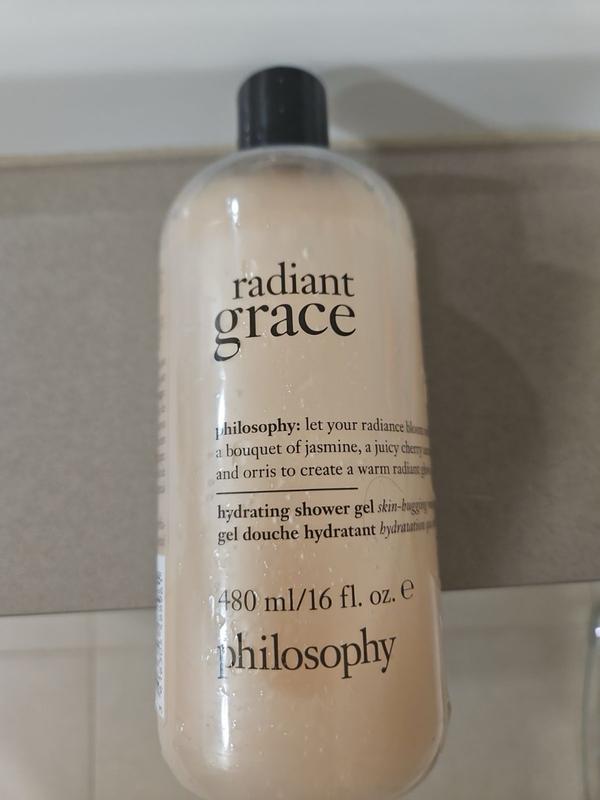 radiant
grace
philosophy: let your radiance bloom
a bouquet of jasmine, a juicy cherry
and orris to create a warm radiant
hydrating shower gel skin-hugging
gel douche hydratant hydratation
480 ml/16 fl. oz. e
philosophy